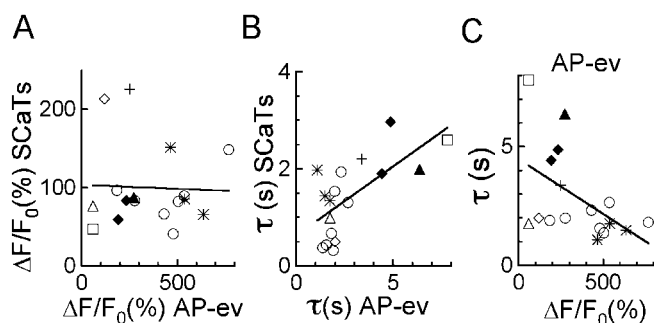 A
ΔF/F₀(%) SCaTs
200
100
0
0
500
ΔF/F₀(%) AP-ev
B
τ (s) SCaTs
4
2
0
0
5
τ(s) AP-ev
C
AP-ev
τ (s)
5
0
0
500
ΔF/F₀(%)